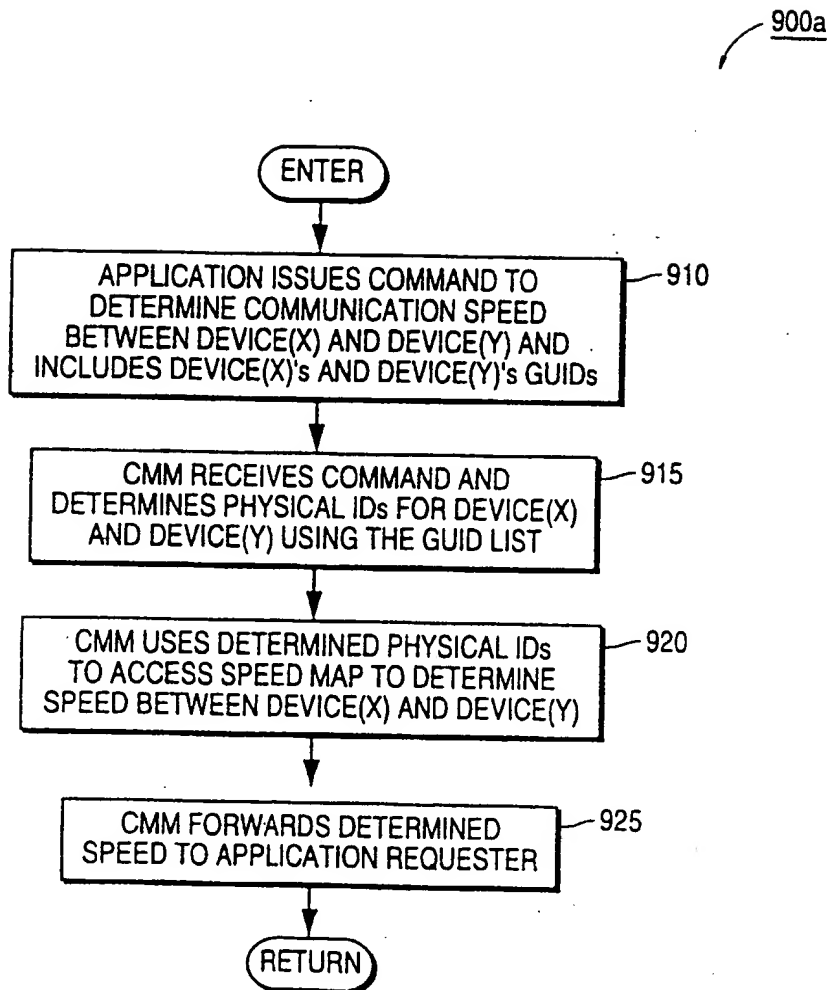 900a
ENTER
APPLICATION ISSUES COMMAND TO
DETERMINE COMMUNICATION SPEED
BETWEEN DEVICE(X) AND DEVICE(Y) AND
INCLUDES DEVICE(X)'s AND DEVICE(Y)'s GUIDs
910
CMM RECEIVES COMMAND AND
DETERMINES PHYSICAL IDs FOR DEVICE(X)
AND DEVICE(Y) USING THE GUID LIST
915
CMM USES DETERMINED PHYSICAL IDs
TO ACCESS SPEED MAP TO DETERMINE
SPEED BETWEEN DEVICE(X) AND DEVICE(Y)
920
CMM FORWARDS DETERMINED
SPEED TO APPLICATION REQUESTER
925
RETURN